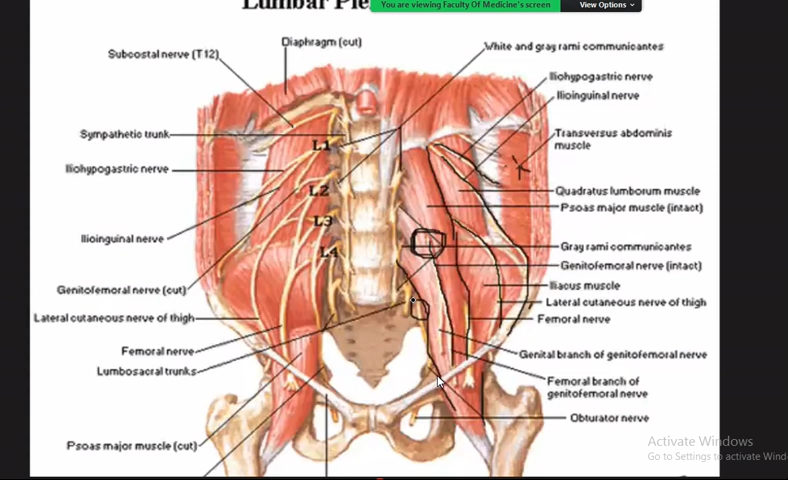 Lumbar Ple
You are viewing Faculty Of Medicine's screen
View Options
Subcostal nerve (T12)
Diaphragm (cut)
White and gray rami communicantes
Iliohypogastric nerve
Ilioinguinal nerve
Sympathetic trunk
L1
Transversus abdominis
muscle
Iliohypogastric nerve
L2
Quadratus lumborum muscle
Psoas major muscle (intact)
L3
Ilioinguinal nerve
L4
Gray rami communicantes
Genitofemoral nerve (intact)
Genitofemoral nerve (cut)
Iliacus muscle
Lateral cutaneous nerve of thigh
Lateral cutaneous nerve of thigh
Femoral nerve
Femoral nerve
Genital branch of genitofemoral nerve
Lumbosacral trunks
Femoral branch of
genitofemoral nerve
Obturator nerve
Psoas major muscle (cut)
Activate Windows
Go to Settings to activate Wind